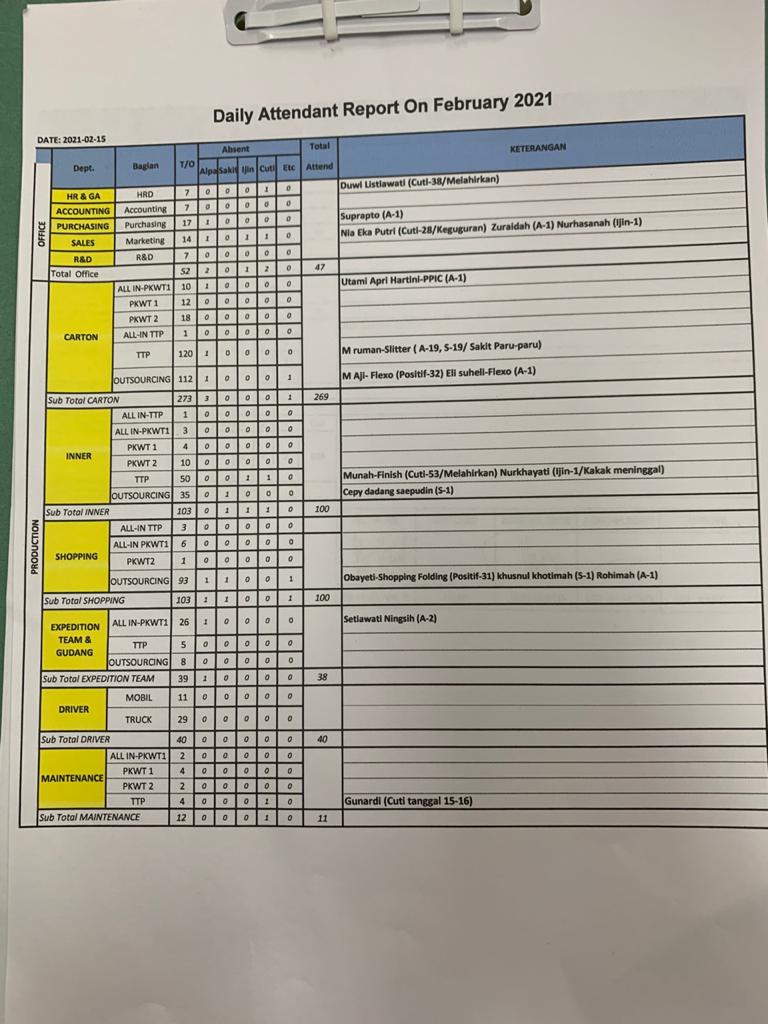 Daily Attendant Report On February 2021
DATE: 2021-02-15
Dept. Bagian T/O Absent Total Attend KETERANGAN
Alpa Sakit Ijin Cuti Etc
OFFICE
HR & GA HRD 7 0 0 0 1 0 Duwi Listiawati (Cuti-38/Melahirkan)
ACCOUNTING Accounting 7 0 0 0 0 0
PURCHASING Purchasing 17 1 0 0 0 0 Suprapto (A-1)
SALES Marketing 14 1 0 1 1 0 Nia Eka Putri (Cuti-28/Keguguran) Zuraidah (A-1) Nurhasanah (Ijin-1)
R&D R&D 7 0 0 0 0 0
Total Office 52 2 0 1 2 0 47
PRODUCTION
CARTON
ALL IN-PKWT1 10 1 0 0 0 0 Utami Apri Hartini-PPIC (A-1)
PKWT 1 12 0 0 0 0 0
PKWT 2 18 0 0 0 0 0
ALL-IN TTP 1 0 0 0 0 0
TTP 120 1 0 0 0 0 M ruman-Slitter ( A-19, S-19/ Sakit Paru-paru)
OUTSOURCING 112 1 0 0 0 1 M Aji- Flexo (Positif-32) Eli suheli-Flexo (A-1)
Sub Total CARTON 273 3 0 0 0 1 269
INNER
ALL IN-TTP 1 0 0 0 0 0
ALL IN-PKWT1 3 0 0 0 0 0
PKWT 1 4 0 0 0 0 0
PKWT 2 10 0 0 0 0 0
TTP 50 0 0 1 1 0 Munah-Finish (Cuti-53/Melahirkan) Nurkhayati (Ijin-1/Kakak meninggal)
OUTSOURCING 35 0 1 0 0 0 Cepy dadang saepudin (S-1)
Sub Total INNER 103 0 1 1 1 0 100
SHOPPING
ALL-IN TTP 3 0 0 0 0 0
ALL-IN PKWT1 6 0 0 0 0 0
PKWT2 1 0 0 0 0 0
OUTSOURCING 93 1 1 0 0 1 Obayeti-Shopping Folding (Positif-31) khusnul khotimah (S-1) Rohimah (A-1)
Sub Total SHOPPING 103 1 1 0 0 1 100
EXPEDITION TEAM & GUDANG
ALL IN-PKWT1 26 1 0 0 0 0 Setiawati Ningsih (A-2)
TTP 5 0 0 0 0 0
OUTSOURCING 8 0 0 0 0 0
Sub Total EXPEDITION TEAM 39 1 0 0 0 0 38
DRIVER
MOBIL 11 0 0 0 0 0
TRUCK 29 0 0 0 0 0
Sub Total DRIVER 40 0 0 0 0 0 40
MAINTENANCE
ALL IN-PKWT1 2 0 0 0 0 0
PKWT 1 4 0 0 0 0 0
PKWT 2 2 0 0 0 0 0
TTP 4 0 0 0 1 0 Gunardi (Cuti tanggal 15-16)
Sub Total MAINTENANCE 12 0 0 0 1 0 11